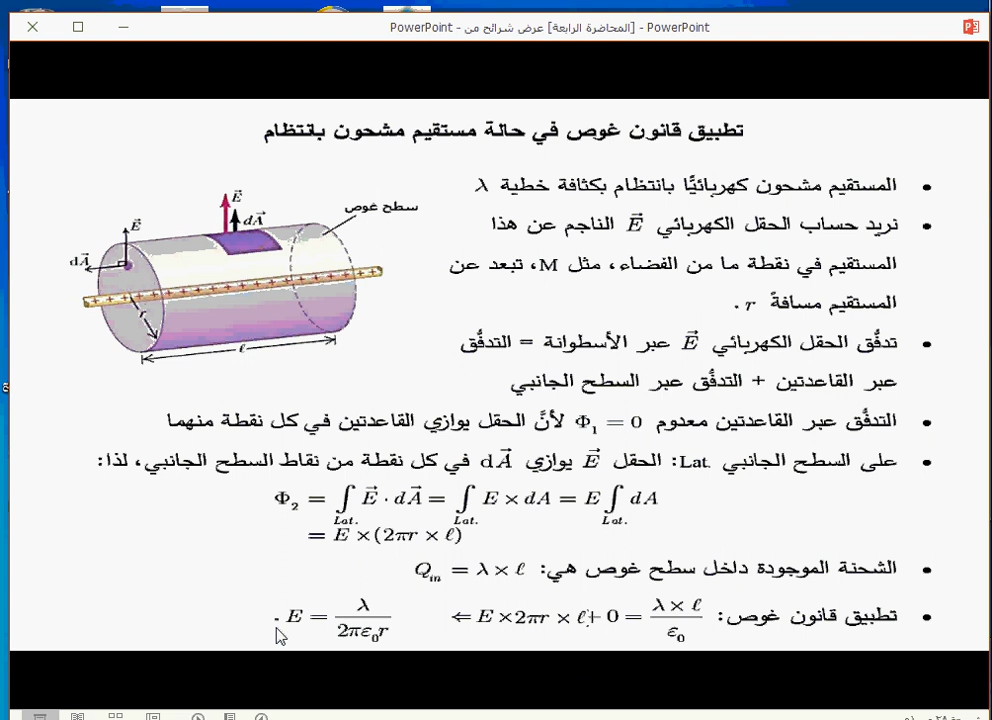 PowerPoint - [المحاضرة الرابعة] عرض شرائح من - PowerPoint
تطبيق قانون غوص في حالة مستقيم مشحون بانتظام
• المستقيم مشحون كهربائيًّا بانتظام بكثافة خطية λ
• نريد حساب الحقل الكهربائي E⃗ الناجم عن هذا
المستقيم في نقطة ما من الفضاء، مثل M، تبعد عن
المستقيم مسافةً r .
• تدفُّق الحقل الكهربائي E⃗ عبر الأسطوانة = التدفُّق
عبر القاعدتين + التدفُّق عبر السطح الجانبي
• التدفُّق عبر القاعدتين معدوم Φ₁ = 0 لأنَّ الحقل يوازي القاعدتين في كل نقطة منهما
• على السطح الجانبي Lat.: الحقل E⃗ يوازي dA⃗ في كل نقطة من نقاط السطح الجانبي، لذا:
Φ₂ = ∫_Lat. E⃗ · dA⃗ = ∫_Lat. E × dA = E ∫_Lat. dA
= E × (2πr × ℓ)
• الشحنة الموجودة داخل سطح غوص هي: Q_in = λ × ℓ
• تطبيق قانون غوص: E × 2πr × ℓ + 0 = (λ × ℓ)/ε₀ ⇐ E = λ/(2πε₀r) .
E⃗
dA⃗
سطح غوص
E⃗
dA⃗
r
ℓ